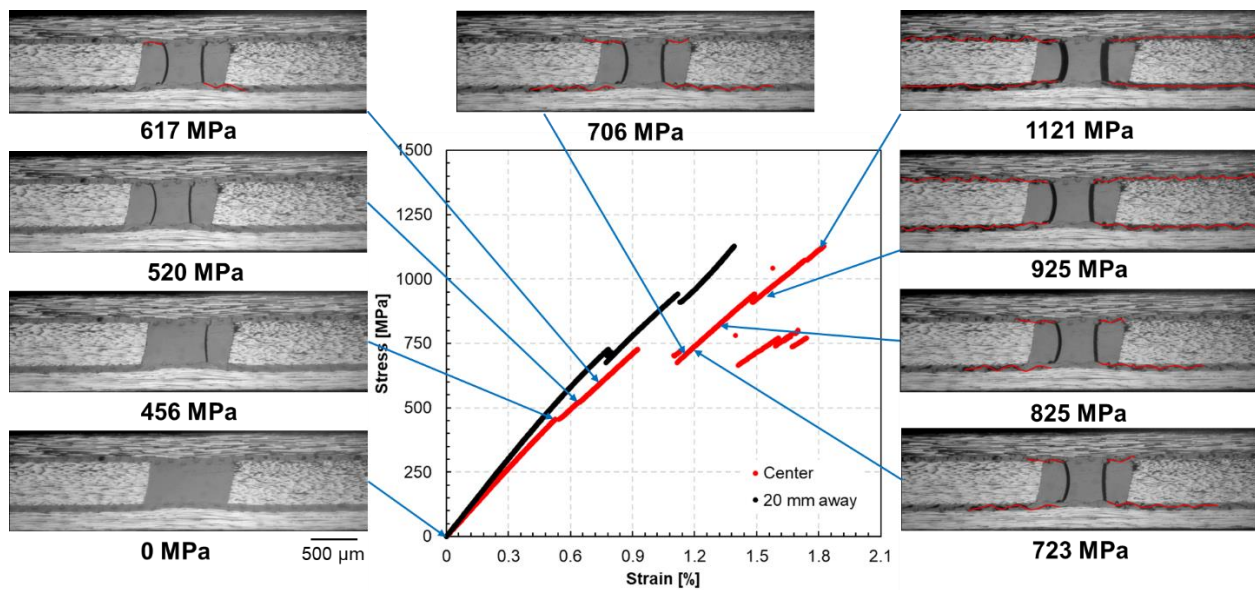 617 MPa
706 MPa
1121 MPa
520 MPa
925 MPa
456 MPa
825 MPa
0 MPa
500 µm
723 MPa
Stress [MPa]
1500
1250
1000
750
500
250
0
Center
20 mm away
0 0.3 0.6 0.9 1.2 1.5 1.8 2.1
Strain [%]